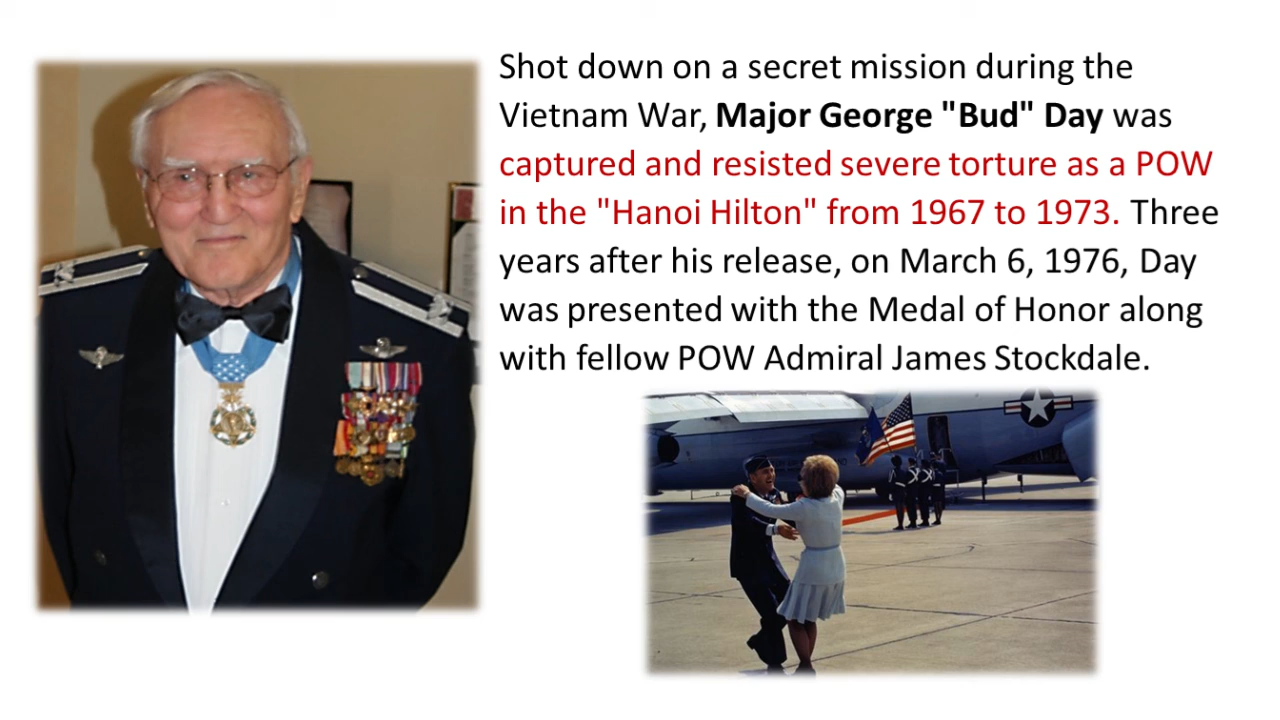 Shot down on a secret mission during the
Vietnam War, Major George "Bud" Day was
captured and resisted severe torture as a POW
in the "Hanoi Hilton" from 1967 to 1973. Three
years after his release, on March 6, 1976, Day
was presented with the Medal of Honor along
with fellow POW Admiral James Stockdale.